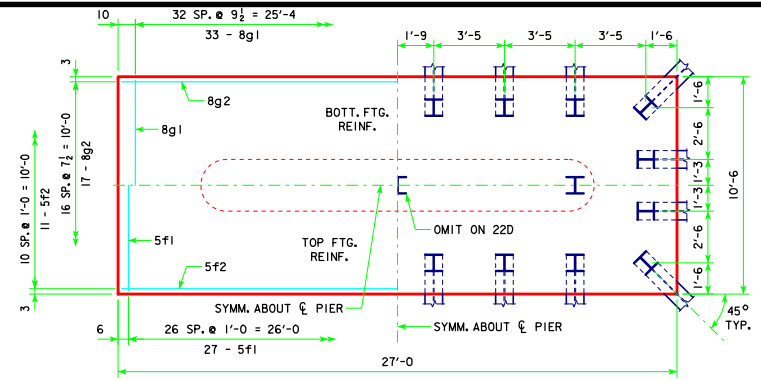 10
32 SP. @ 9 1/2 = 25'-4
33 - 8g1
1'-9
3'-5
3'-5
3'-5
1'-6
3
8g2
BOTT. FTG.
REINF.
8g1
10 SP. @ 1'-0 = 10'-0
11 - 5f2
16 SP. @ 7 1/2 = 10'-0
17 - 8g2
1'-6
2'-6
1'-3
1'-3
2'-6
1'-6
10'-6
OMIT ON 22D
5f1
TOP FTG.
REINF.
5f2
3
SYMM. ABOUT ℄ PIER
SYMM. ABOUT ℄ PIER
45°
TYP.
6
26 SP. @ 1'-0 = 26'-0
27 - 5f1
27'-0